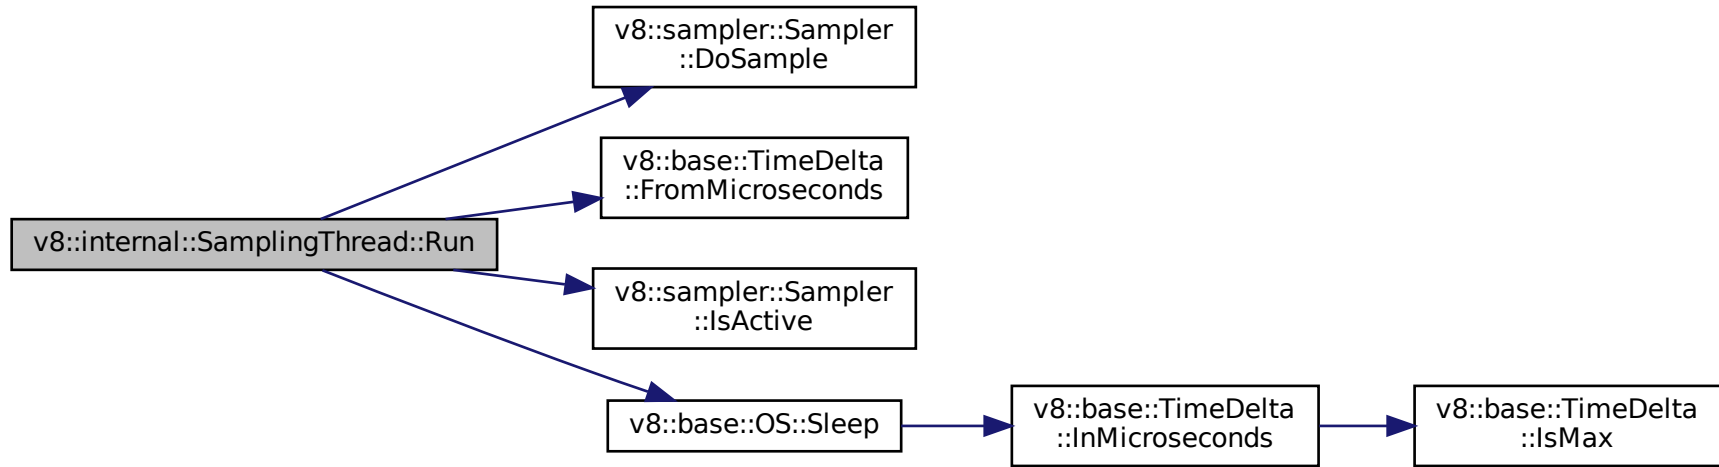 v8::sampler::Sampler
::DoSample
v8::base::TimeDelta
::FromMicroseconds
v8::internal::SamplingThread::Run
v8::sampler::Sampler
::IsActive
v8::base::OS::Sleep
v8::base::TimeDelta
::InMicroseconds
v8::base::TimeDelta
::IsMax